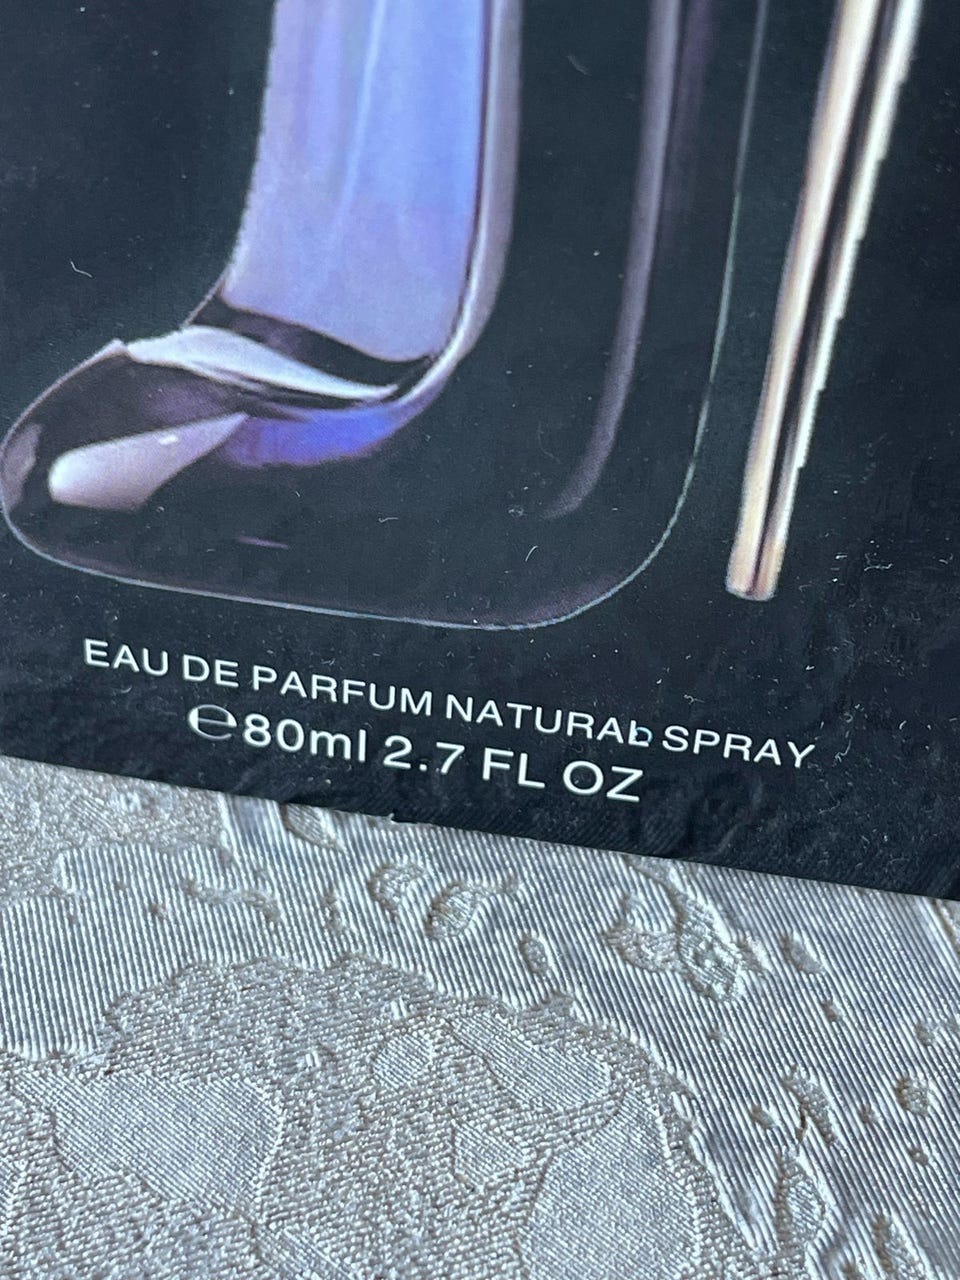 EAU DE PARFUM NATURAL SPRAY
℮80ml 2.7 FL OZ